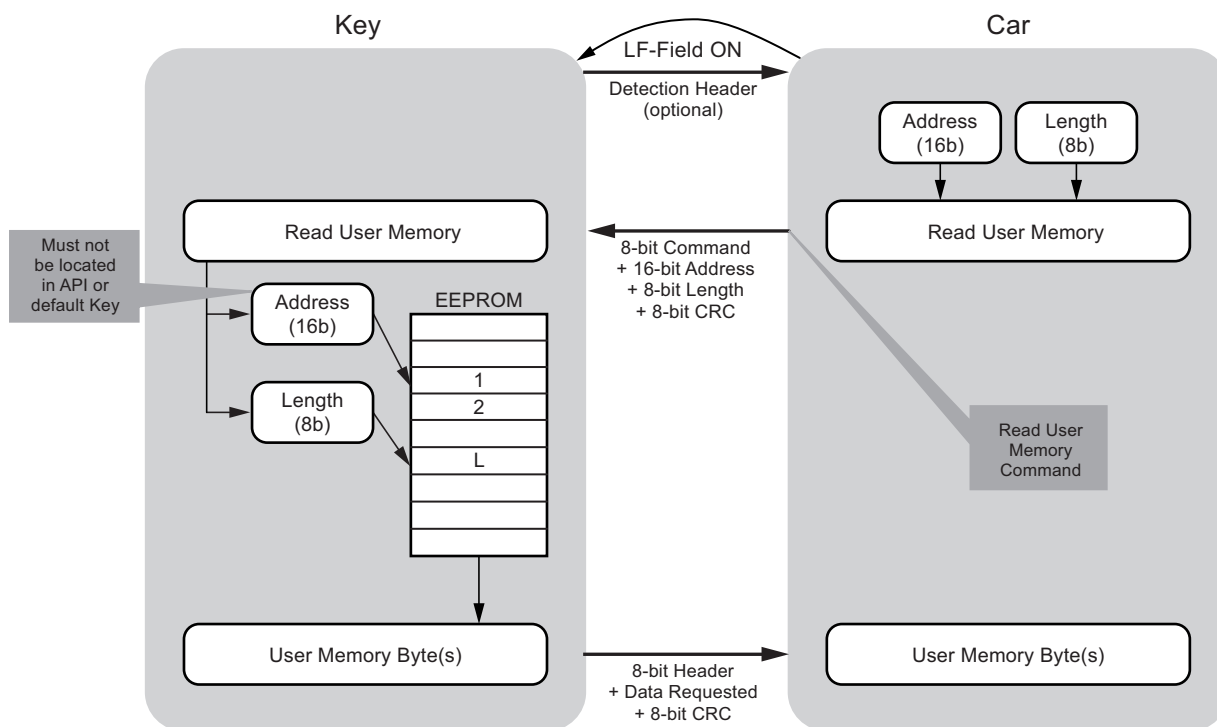 Key
Car
LF-Field ON
Detection Header
(optional)
Address
(16b)
Length
(8b)
Read User Memory
Read User Memory
Must not
be located
in API or
default Key
8-bit Command
+ 16-bit Address
+ 8-bit Length
+ 8-bit CRC
Address
(16b)
EEPROM
1
2
L
Length
(8b)
Read User
Memory
Command
User Memory Byte(s)
User Memory Byte(s)
8-bit Header
+ Data Requested
+ 8-bit CRC